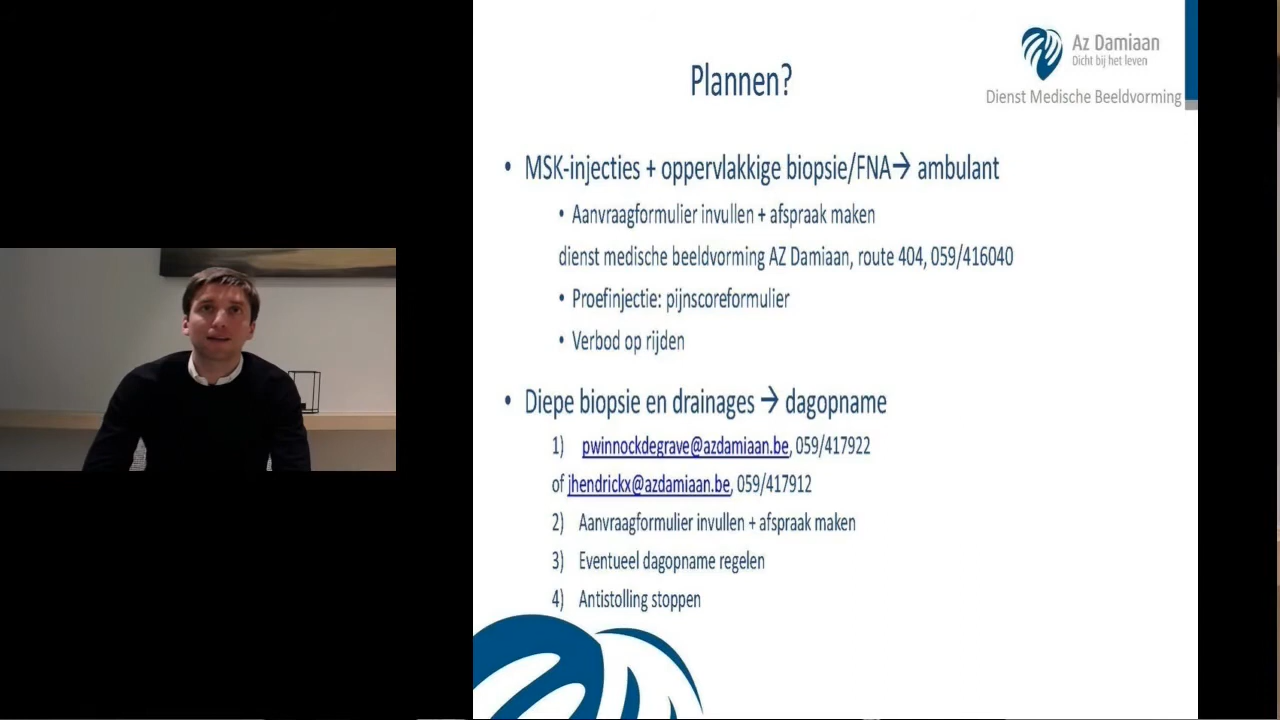 Az Damiaan
Dicht bij het leven
Dienst Medische Beeldvorming
Plannen?
• MSK-injecties + oppervlakkige biopsie/FNA→ ambulant
• Aanvraagformulier invullen + afspraak maken
dienst medische beeldvorming AZ Damiaan, route 404, 059/416040
• Proefinjectie: pijnscoreformulier
• Verbod op rijden
• Diepe biopsie en drainages → dagopname
1) pwinnockdegrave@azdamiaan.be, 059/417922
of jhendrickx@azdamiaan.be, 059/417912
2) Aanvraagformulier invullen + afspraak maken
3) Eventueel dagopname regelen
4) Antistolling stoppen